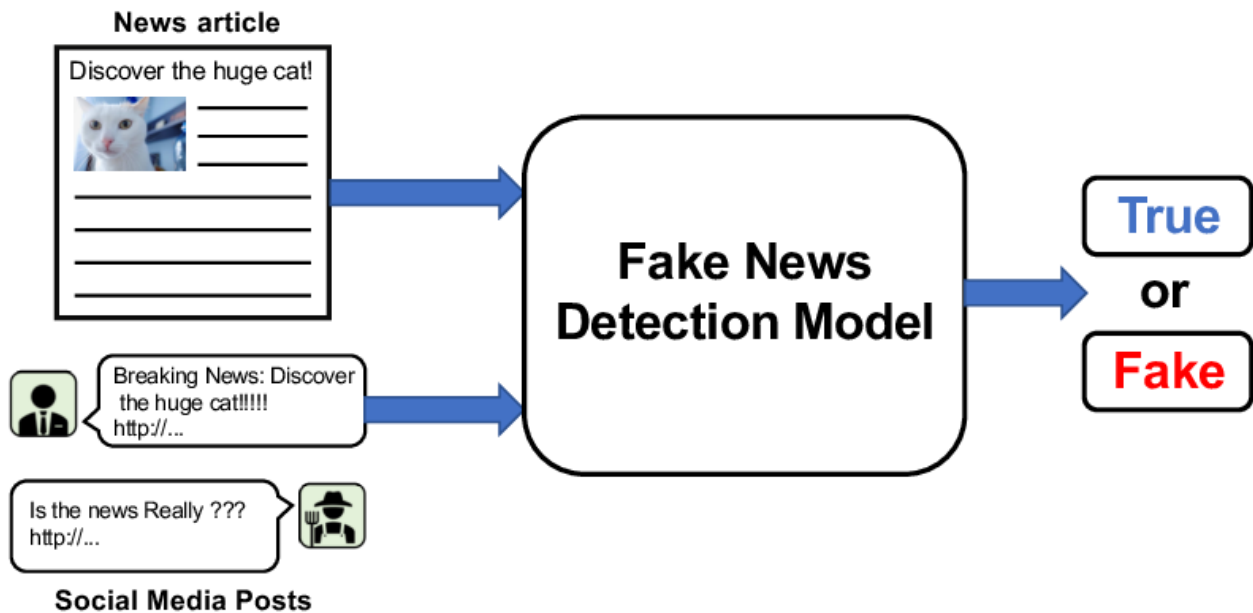 News article
Discover the huge cat!
Breaking News: Discover
the huge cat!!!!!
http://...
Is the news Really ???
http://...
Social Media Posts
Fake News
Detection Model
True
or
Fake